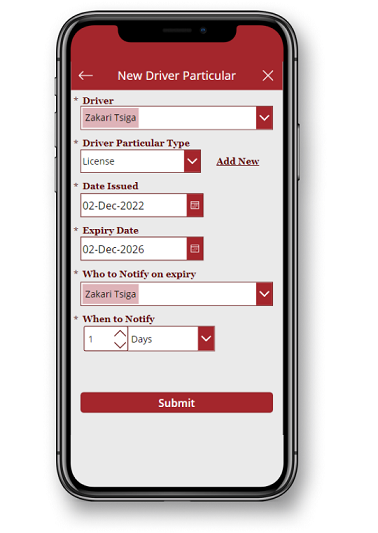 New Driver Particular
* Driver
Zakari Tsiga
* Driver Particular Type
License
Add New
* Date Issued
02-Dec-2022
* Expiry Date
02-Dec-2026
* Who to Notify on expiry
Zakari Tsiga
* When to Notify
1 Days
Submit